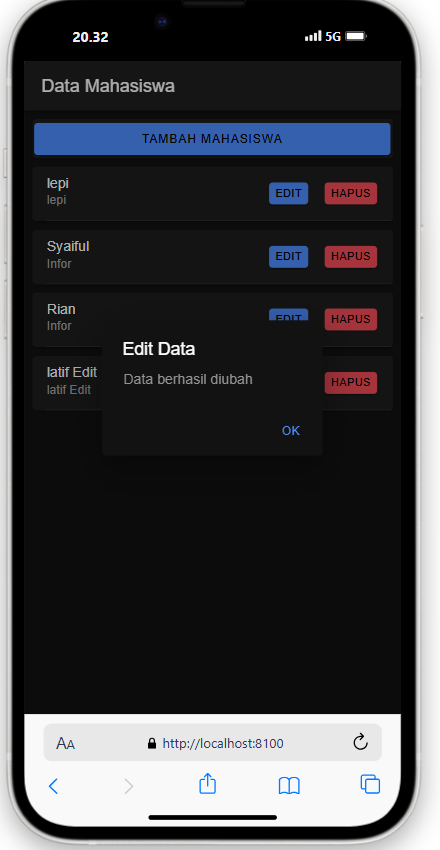 20.32
5G
Data Mahasiswa
TAMBAH MAHASISWA
lepi
lepi
EDIT
HAPUS
Syaiful
Infor
EDIT
HAPUS
Rian
Infor
EDIT
HAPUS
latif Edit
latif Edit
HAPUS
Edit Data
Data berhasil diubah
OK
AA
http://localhost:8100